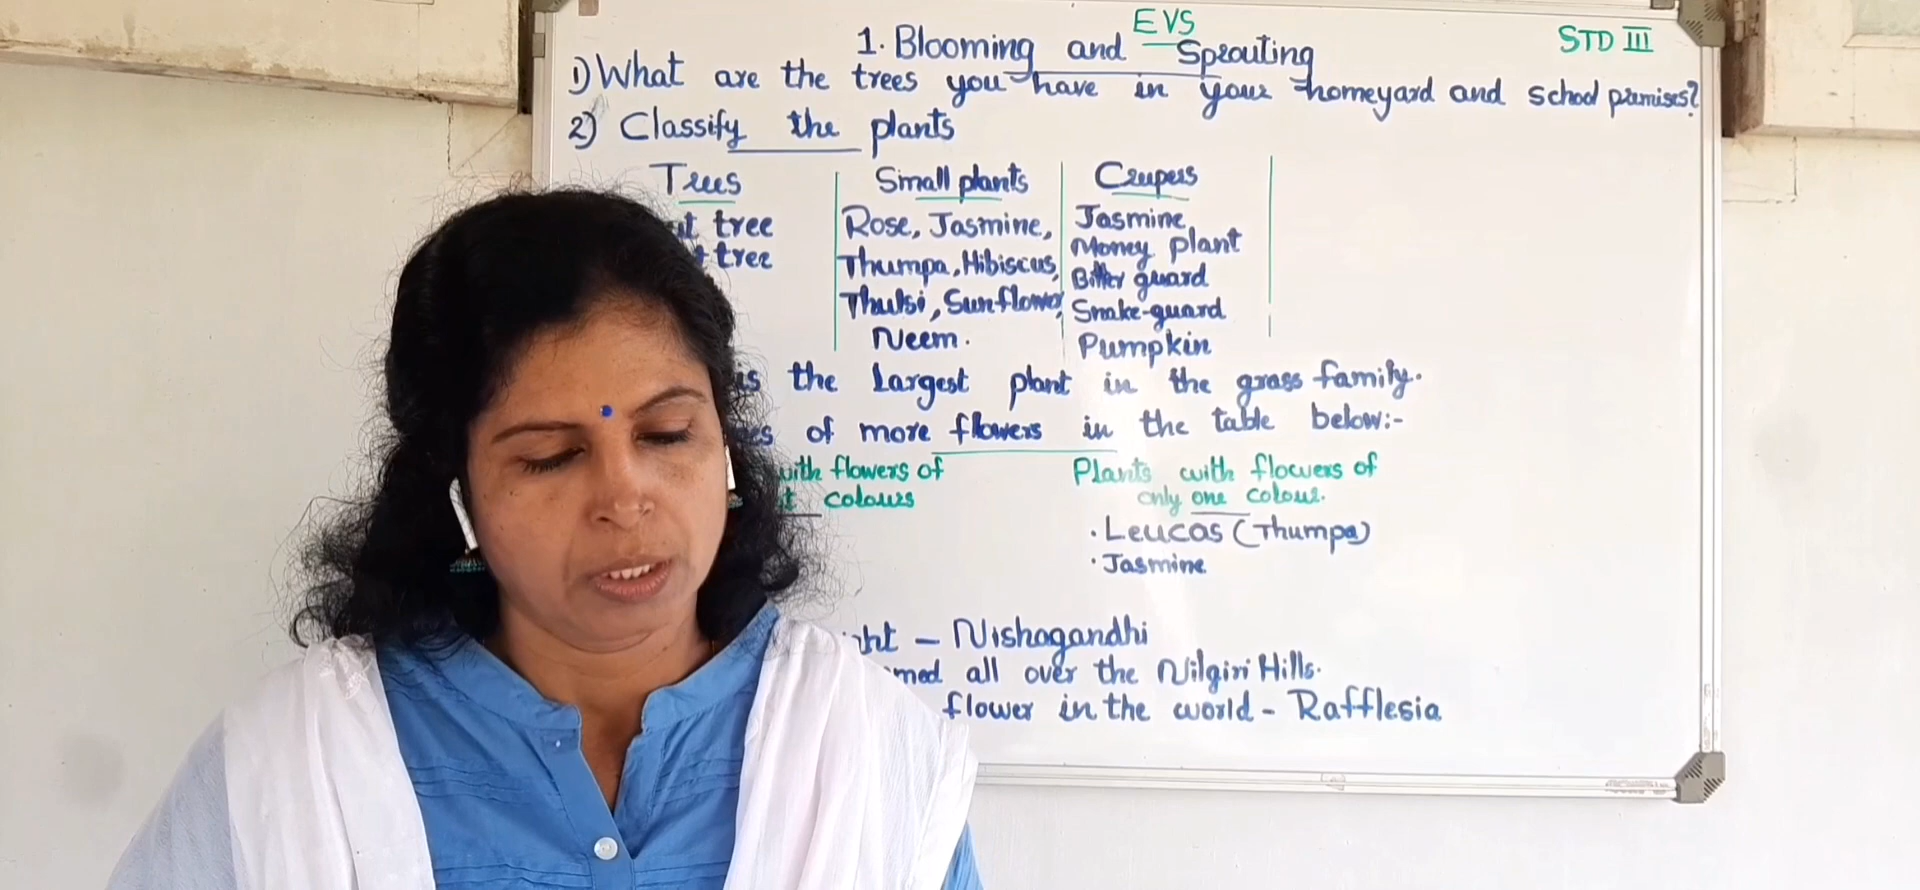 EVS
STD III
1. Blooming and Sprouting
1) What are the trees you have in your homeyard and school premises?
2) Classify the plants
Trees Small plants Creepers
tree Rose, Jasmine, Jasmine
tree Thumpa, Hibiscus, Money plant
Thulsi, Sunflower, Bitter guard
Neem. Snake-guard
Pumpkin
is the largest plant in the grass family.
of more flowers in the table below:-
with flowers of Plants with flowers of
colours only one colour.
• Leucas (Thumpa)
• Jasmine
– Nishagandhi
all over the Nilgiri Hills.
flower in the world - Rafflesia